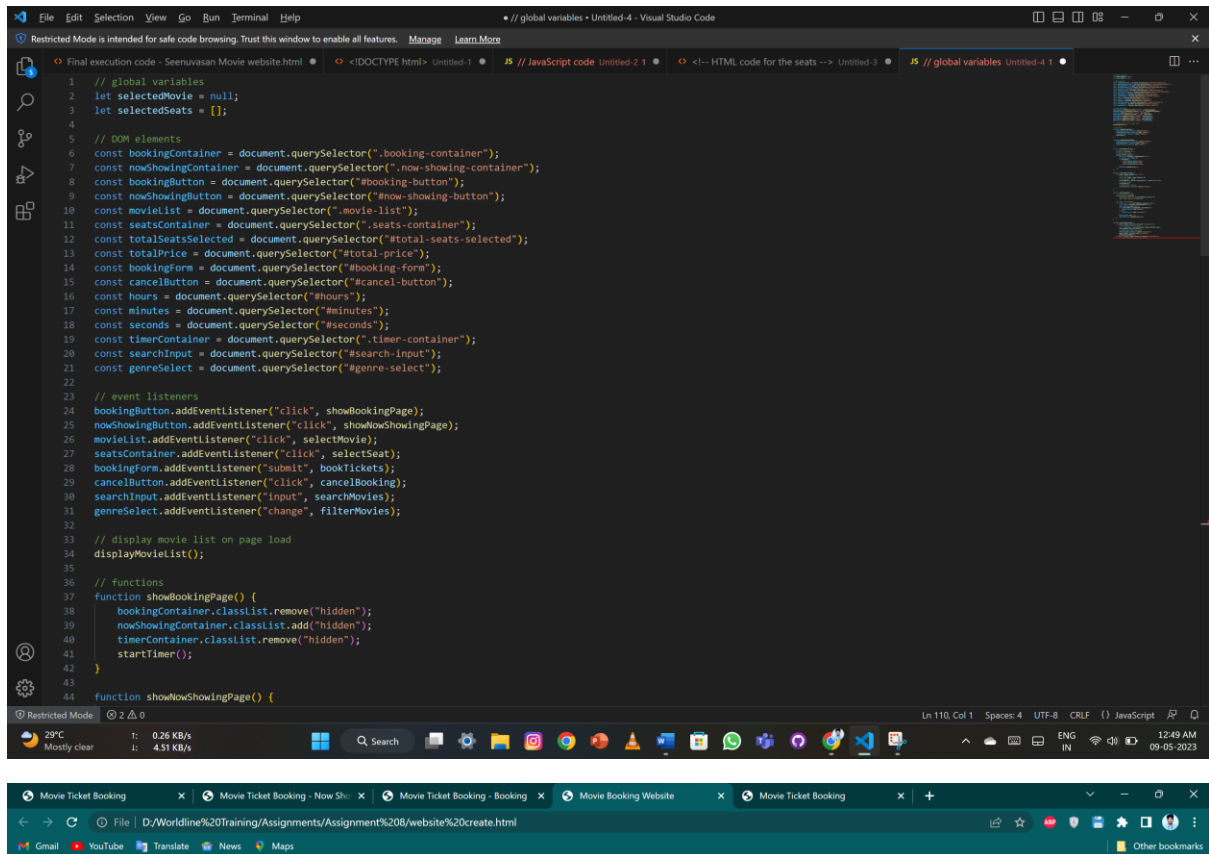 File Edit Selection View Go Run Terminal Help
● // global variables • Untitled-4 - Visual Studio Code
Restricted Mode is intended for safe code browsing. Trust this window to enable all features. Manage Learn More
Final execution code - Seenuvasan Movie website.html ● <!DOCTYPE html> Untitled-1 ● JS // JavaScript code Untitled-2 1 ● <!-- HTML code for the seats --> Untitled-3 ● JS // global variables Untitled-4 1 ●
1 // global variables
2 let selectedMovie = null;
3 let selectedSeats = [];
4
5 // DOM elements
6 const bookingContainer = document.querySelector(".booking-container");
7 const nowShowingContainer = document.querySelector(".now-showing-container");
8 const bookingButton = document.querySelector("#booking-button");
9 const nowShowingButton = document.querySelector("#now-showing-button");
10 const movieList = document.querySelector(".movie-list");
11 const seatsContainer = document.querySelector(".seats-container");
12 const totalSeatsSelected = document.querySelector("#total-seats-selected");
13 const totalPrice = document.querySelector("#total-price");
14 const bookingForm = document.querySelector("#booking-form");
15 const cancelButton = document.querySelector("#cancel-button");
16 const hours = document.querySelector("#hours");
17 const minutes = document.querySelector("#minutes");
18 const seconds = document.querySelector("#seconds");
19 const timerContainer = document.querySelector(".timer-container");
20 const searchInput = document.querySelector("#search-input");
21 const genreSelect = document.querySelector("#genre-select");
22
23 // event listeners
24 bookingButton.addEventListener("click", showBookingPage);
25 nowShowingButton.addEventListener("click", showNowShowingPage);
26 movieList.addEventListener("click", selectMovie);
27 seatsContainer.addEventListener("click", selectSeat);
28 bookingForm.addEventListener("submit", bookTickets);
29 cancelButton.addEventListener("click", cancelBooking);
30 searchInput.addEventListener("input", searchMovies);
31 genreSelect.addEventListener("change", filterMovies);
32
33 // display movie list on page load
34 displayMovieList();
35
36 // functions
37 function showBookingPage() {
38 bookingContainer.classList.remove("hidden");
39 nowShowingContainer.classList.add("hidden");
40 timerContainer.classList.remove("hidden");
41 startTimer();
42 }
43
44 function showNowShowingPage() {
Restricted Mode 2 0 Ln 110, Col 1 Spaces: 4 UTF-8 CRLF {} JavaScript
29°C ↑: 0.26 KB/s Search ENG 12:49 AM
Mostly clear ↓: 4.51 KB/s IN 09-05-2023
Movie Ticket Booking Movie Ticket Booking - Now Sho Movie Ticket Booking - Booking Movie Booking Website Movie Ticket Booking
File D:/Worldline%20Training/Assignments/Assignment%208/website%20create.html ABP
Gmail YouTube Translate News Maps Other bookmarks